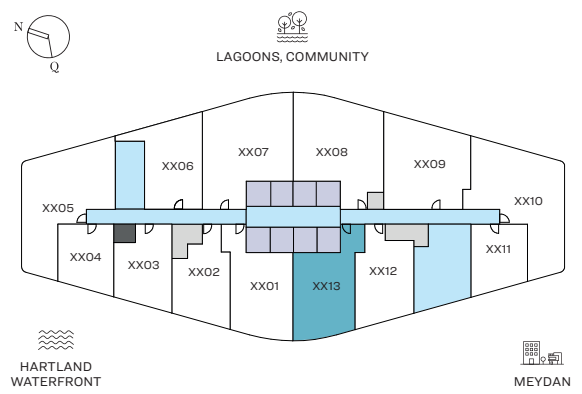 N
Q
LAGOONS, COMMUNITY
XX06
XX07
XX08
XX09
XX05
XX10
XX04
XX03
XX02
XX01
XX13
XX12
XX11
HARTLAND
WATERFRONT
MEYDAN